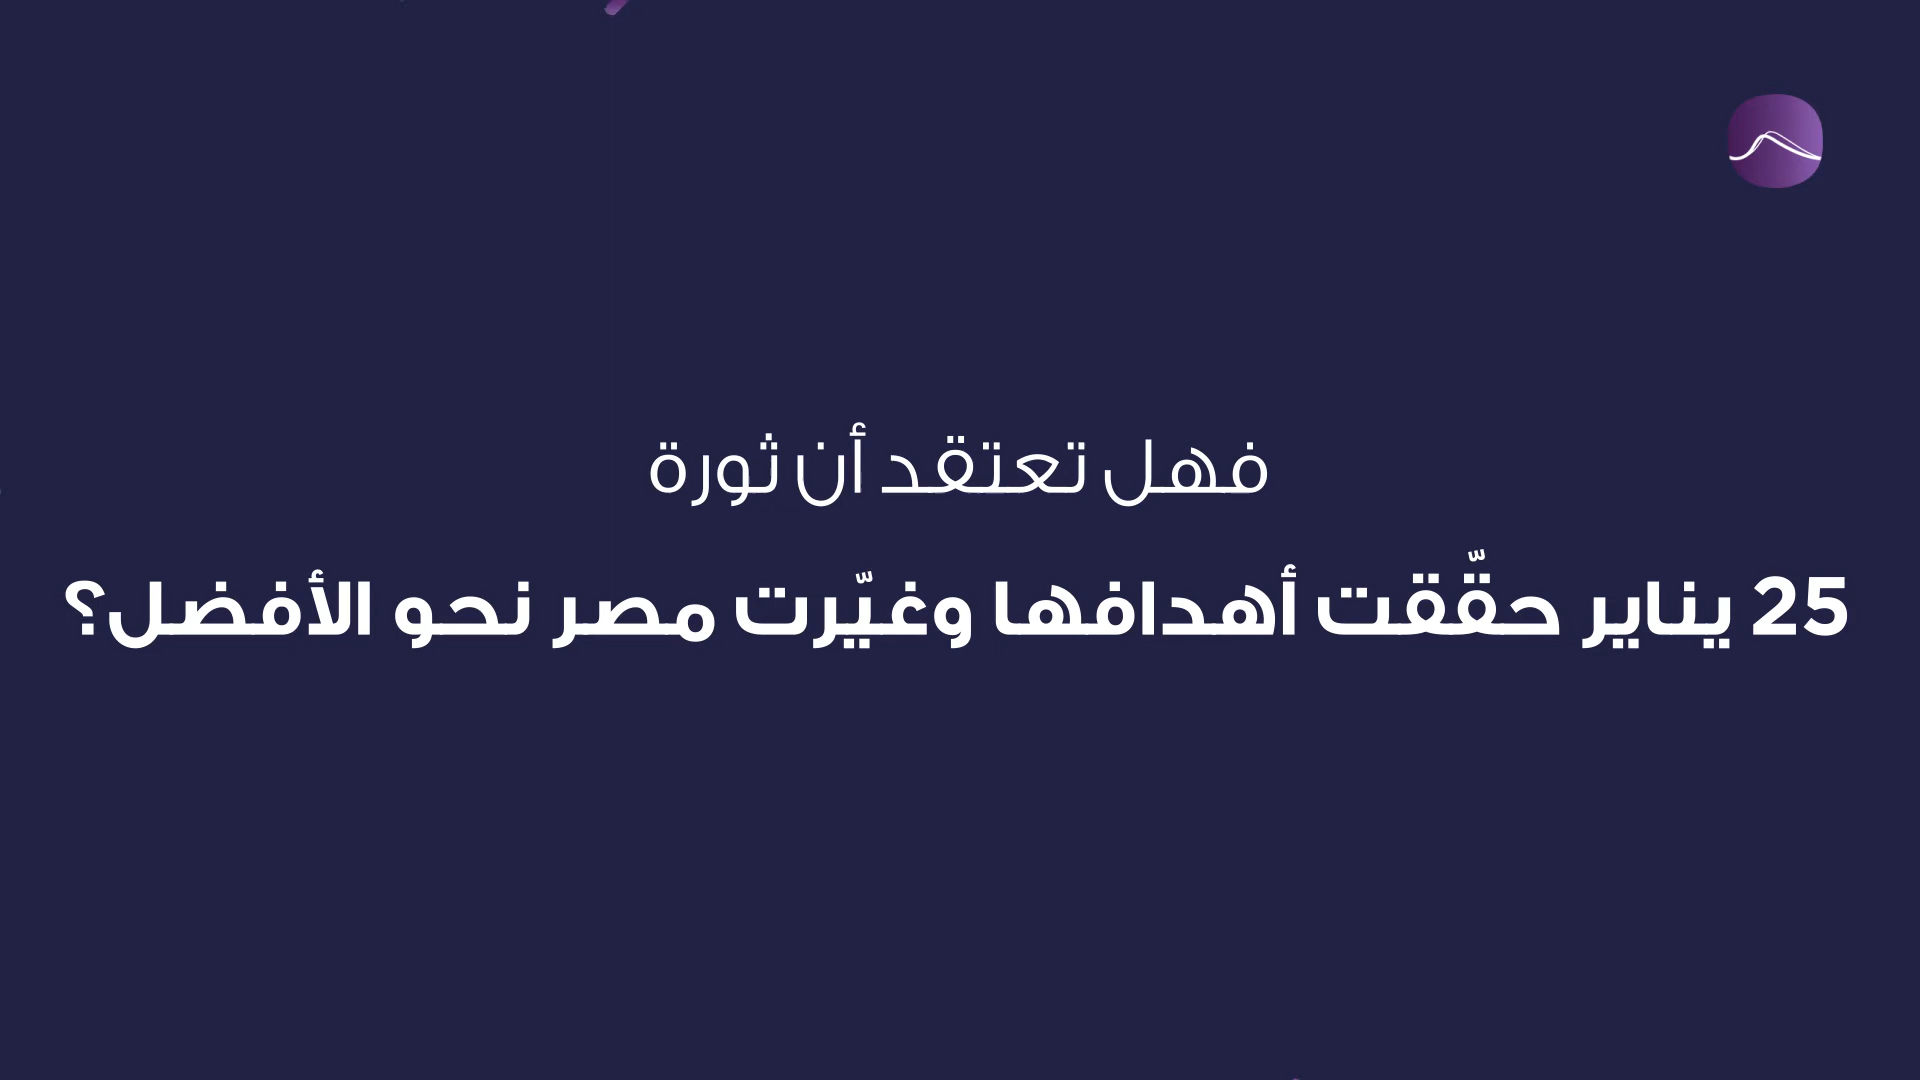 فهل تعتقد أن ثورة
25 يناير حقّقت أهدافها وغيّرت مصر نحو الأفضل؟